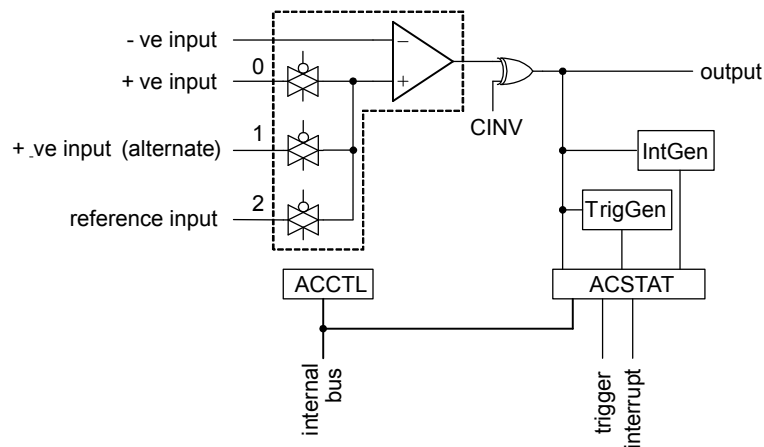 - ve input
0
+ ve input
output
CINV
1
+ -ve input (alternate)
IntGen
2
reference input
TrigGen
ACCTL
ACSTAT
internal
bus
trigger
interrupt